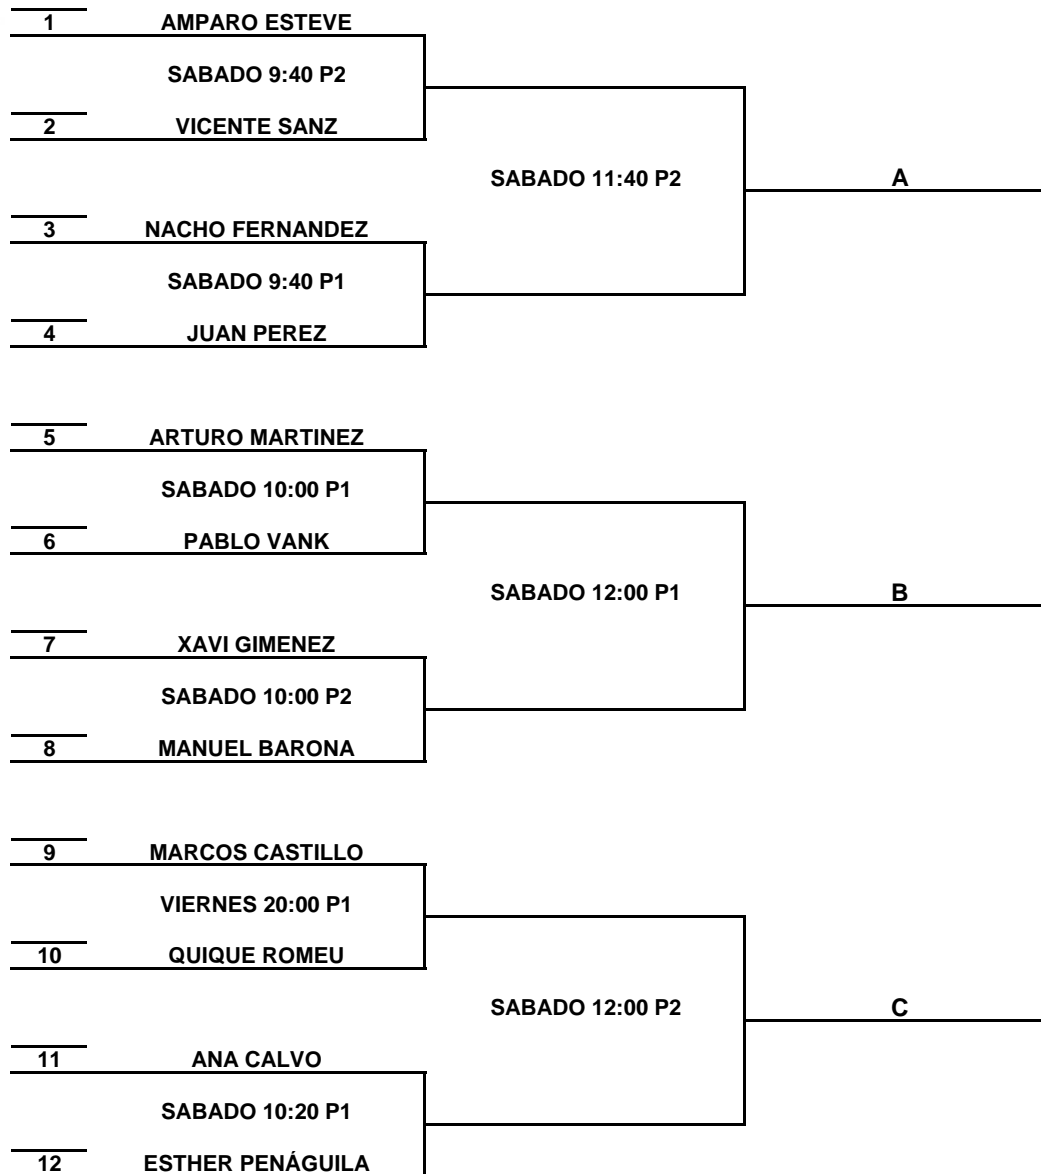 1 AMPARO ESTEVE
SABADO 9:40 P2
2 VICENTE SANZ
SABADO 11:40 P2 A
3 NACHO FERNANDEZ
SABADO 9:40 P1
4 JUAN PEREZ
5 ARTURO MARTINEZ
SABADO 10:00 P1
6 PABLO VANK
SABADO 12:00 P1 B
7 XAVI GIMENEZ
SABADO 10:00 P2
8 MANUEL BARONA
9 MARCOS CASTILLO
VIERNES 20:00 P1
10 QUIQUE ROMEU
SABADO 12:00 P2 C
11 ANA CALVO
SABADO 10:20 P1
12 ESTHER PENÁGUILA